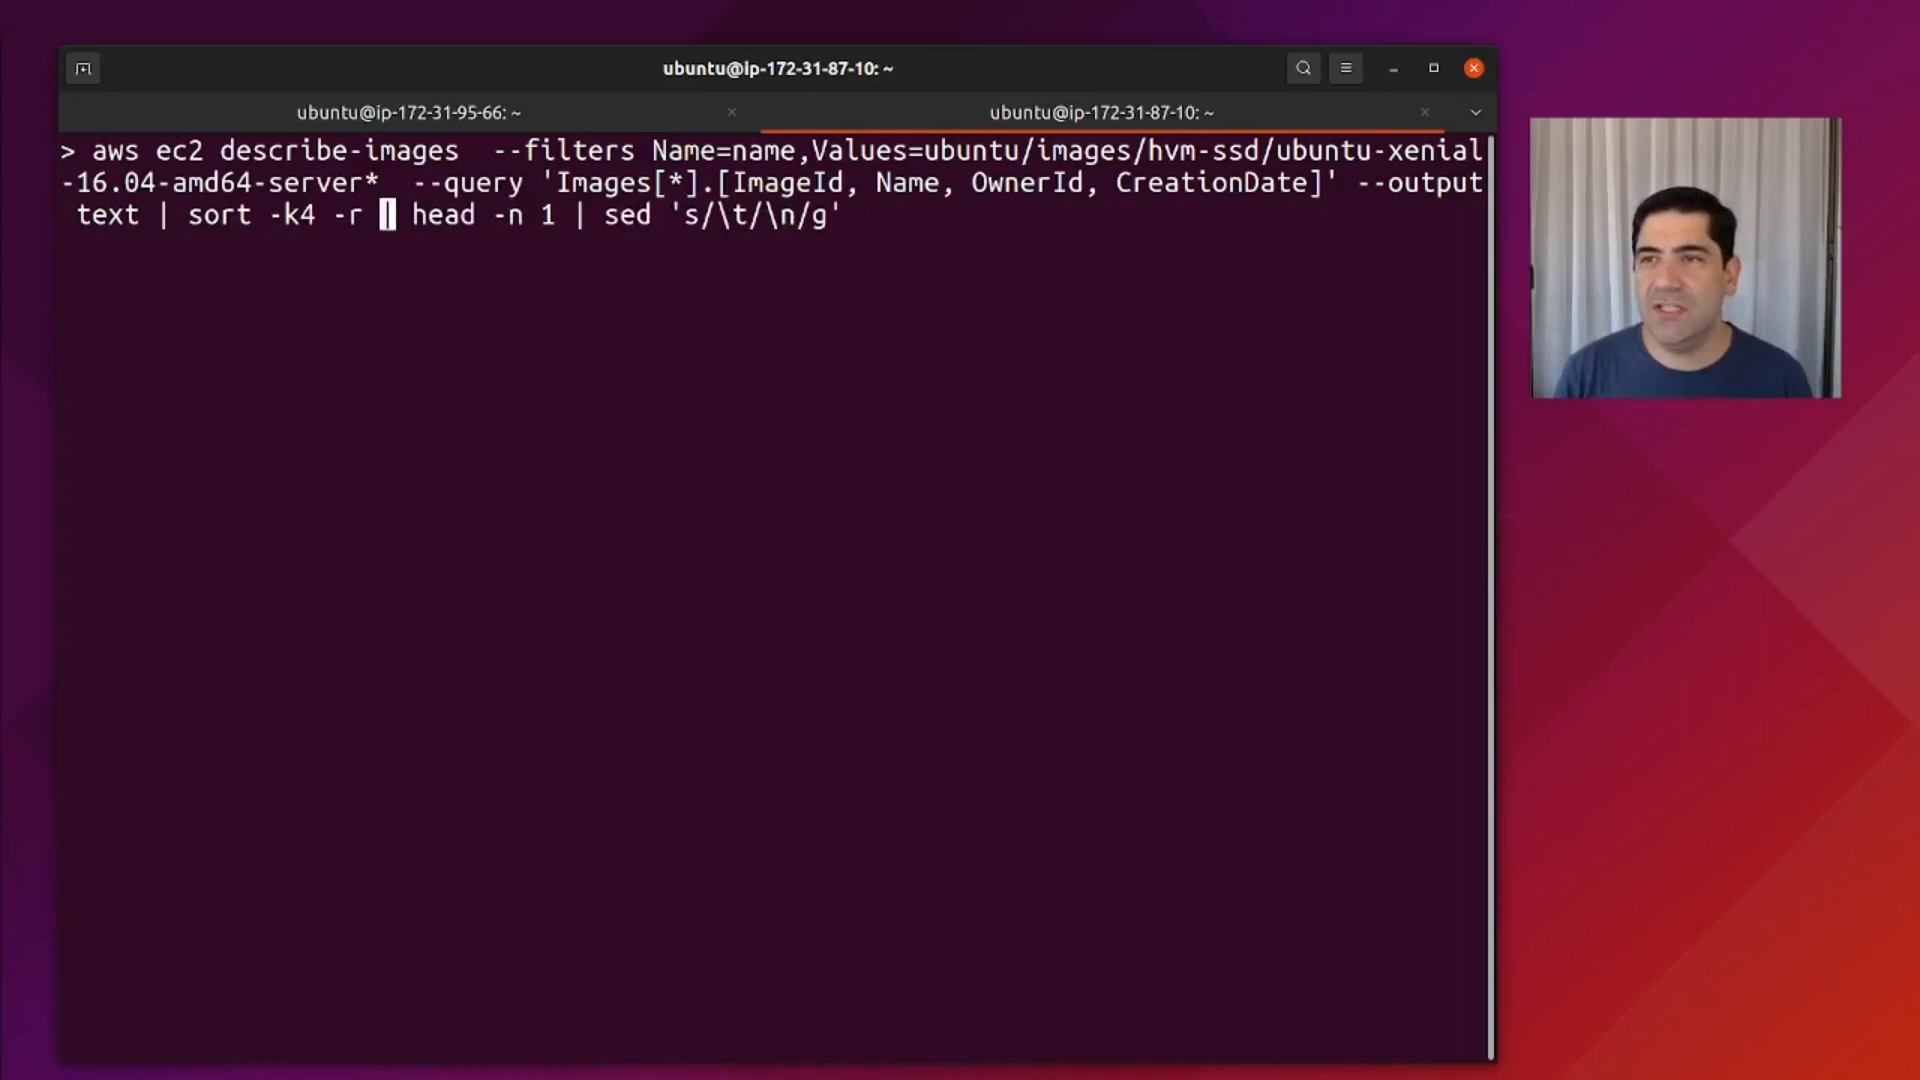 ubuntu@ip-172-31-87-10: ~
ubuntu@ip-172-31-95-66: ~
ubuntu@ip-172-31-87-10: ~
> aws ec2 describe-images  --filters Name=name,Values=ubuntu/images/hvm-ssd/ubuntu-xenial
-16.04-amd64-server*  --query 'Images[*].[ImageId, Name, OwnerId, CreationDate]' --output
text | sort -k4 -r | head -n 1 | sed 's/\t/\n/g'